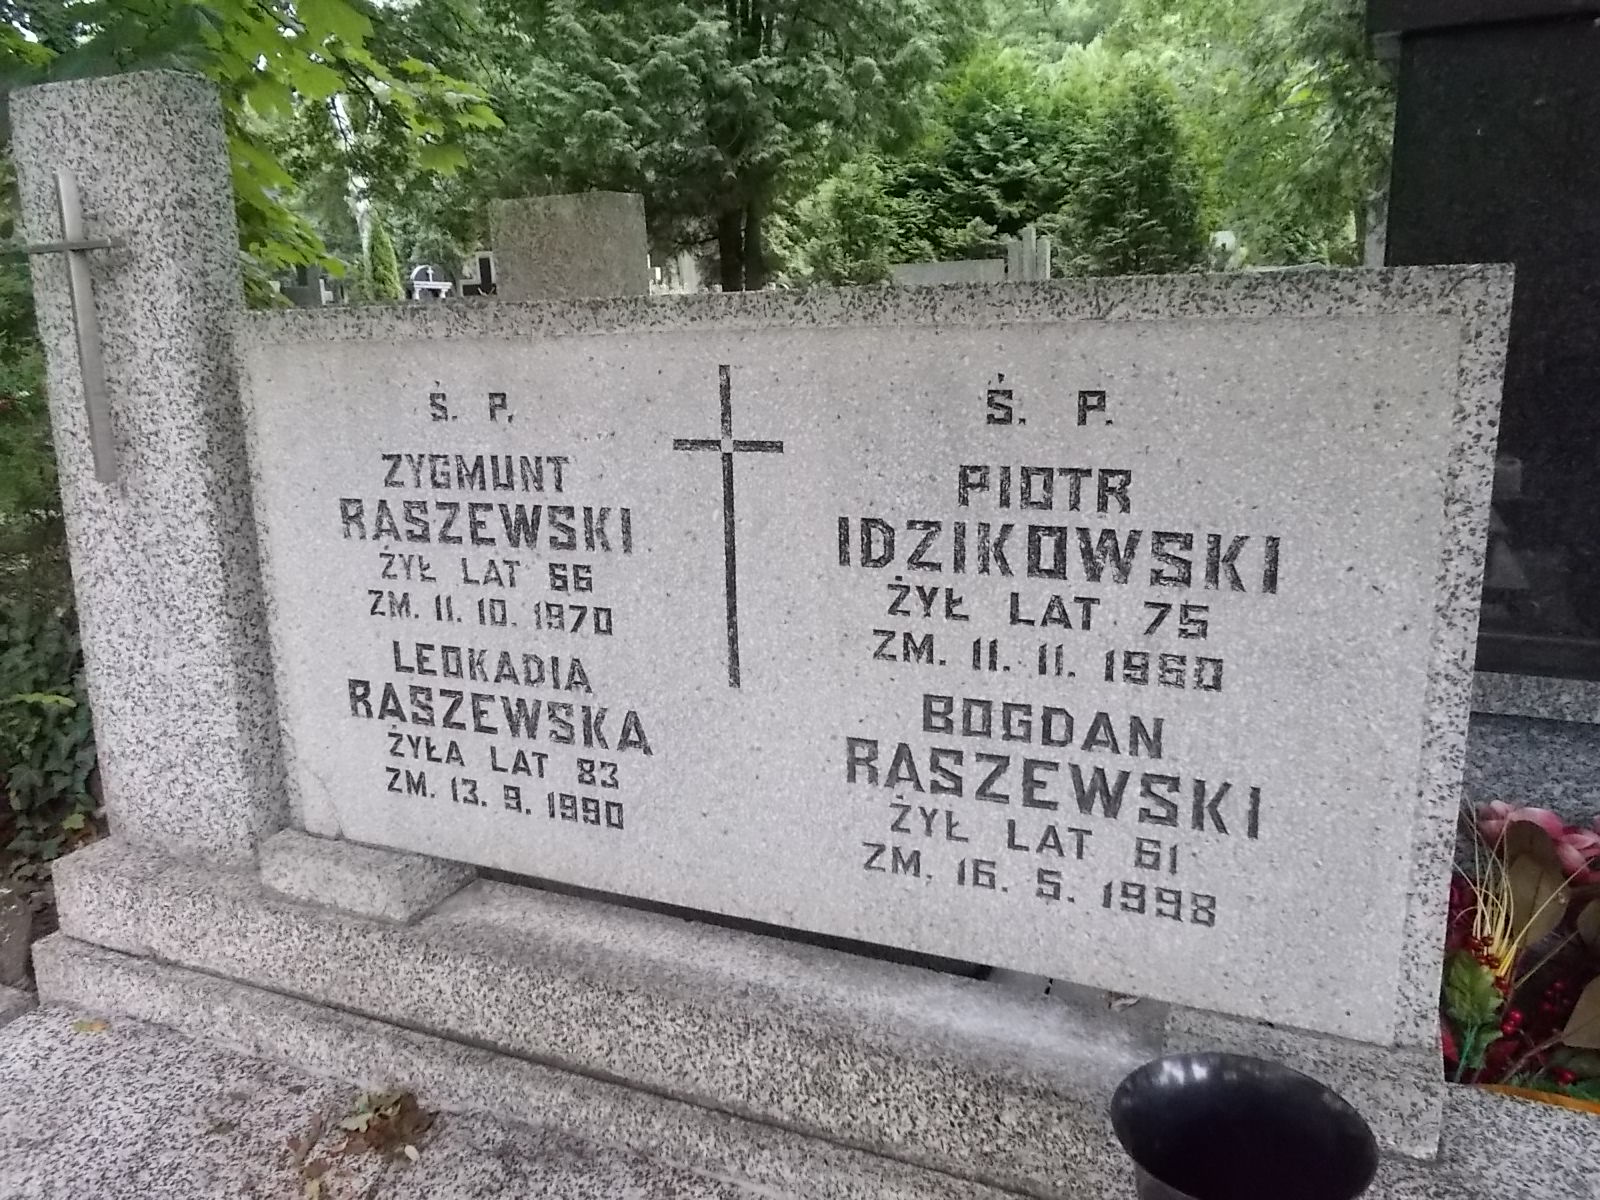 Ś. P.
ZYGMUNT
RASZEWSKI
ŻYŁ LAT 66
ZM. 11. 10. 1970
LEOKADIA
RASZEWSKA
ŻYŁA LAT 83
ZM. 13. 9. 1990
Ś. P.
PIOTR
IDZIKOWSKI
ŻYŁ LAT 75
ZM. 11. 11. 1960
BOGDAN
RASZEWSKI
ŻYŁ LAT 61
ZM. 16. 5. 1998